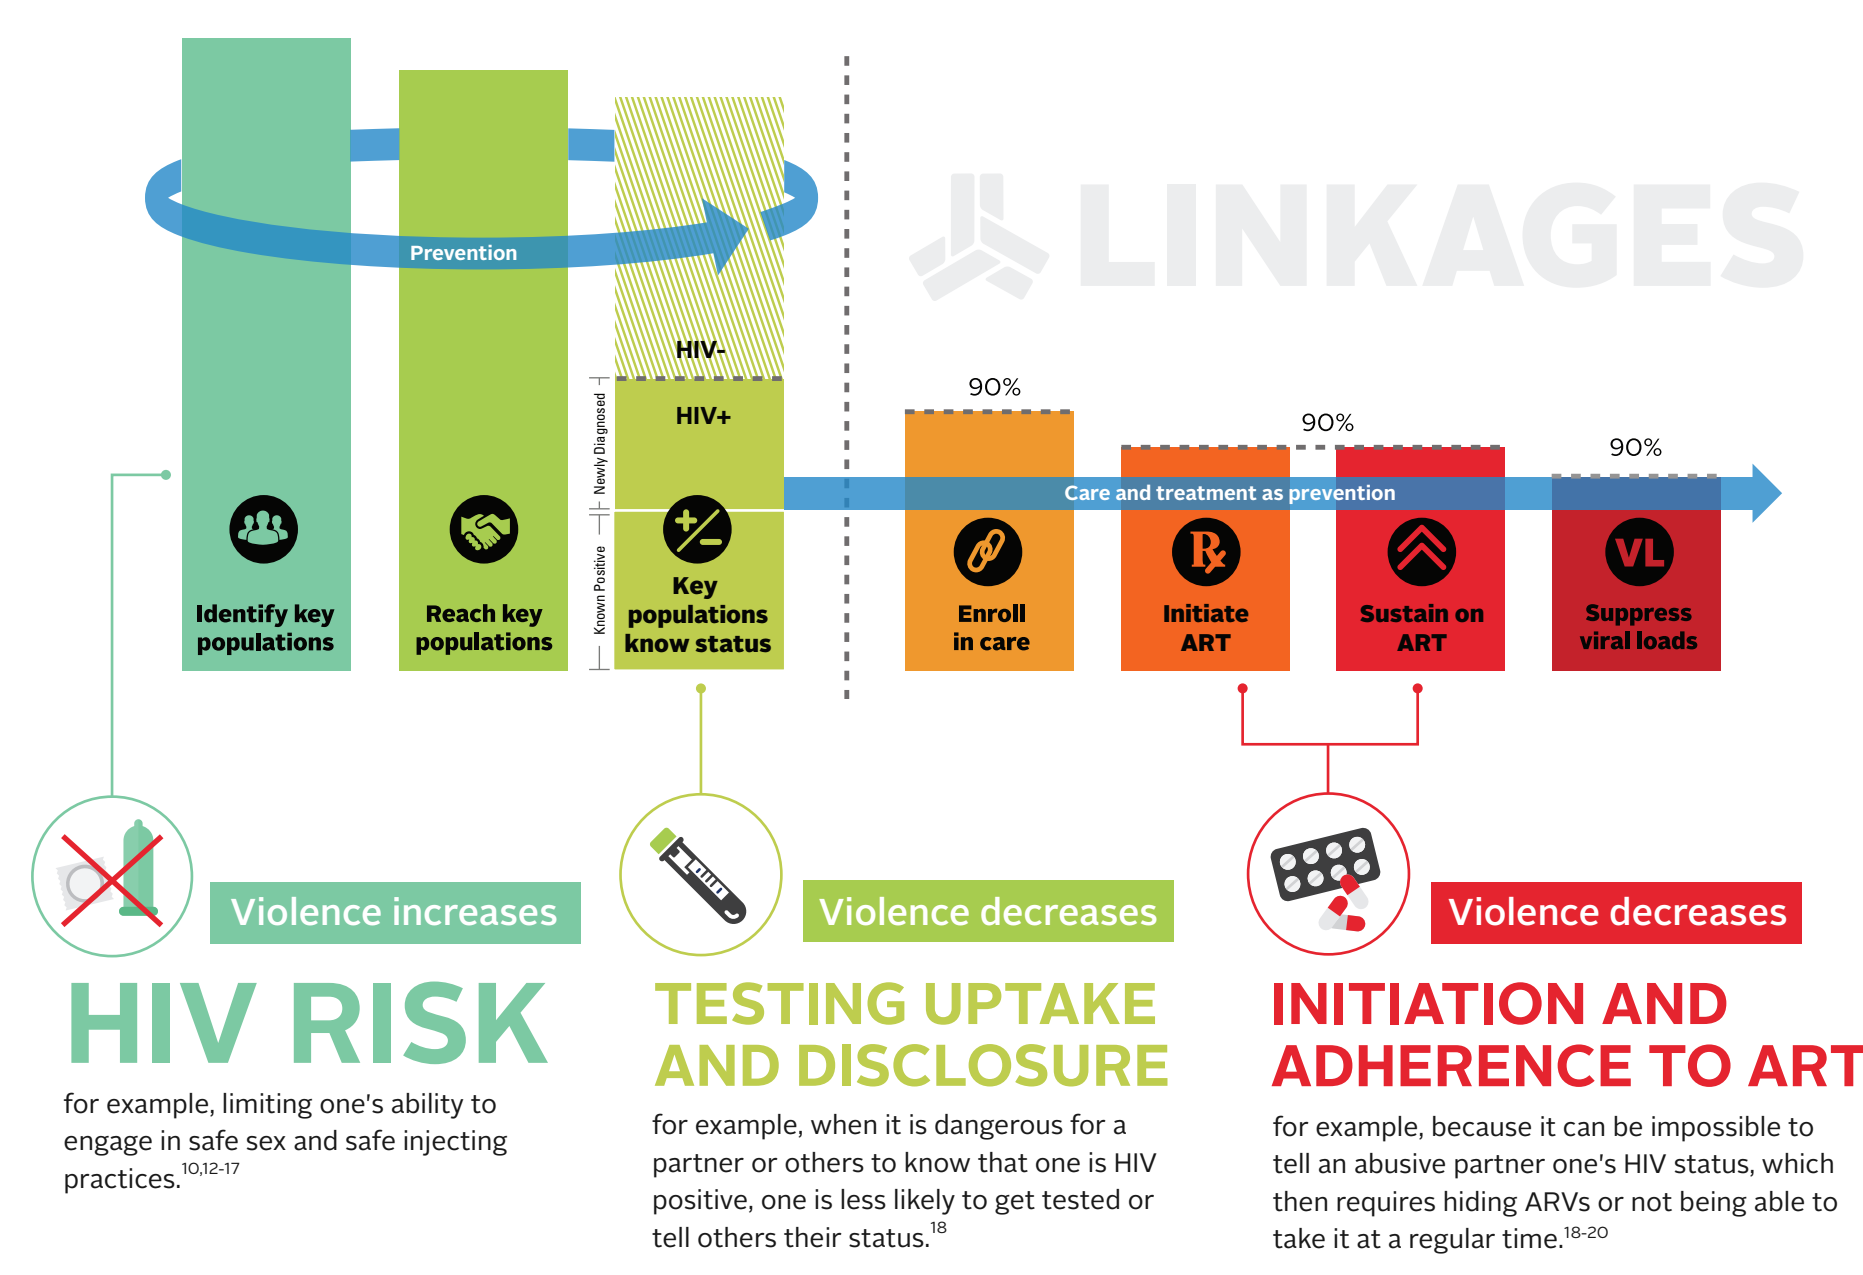 LINKAGES
Prevention
HIV-
HIV+
Newly Diagnosed
Known Positive
Identify key
populations
Reach key
populations
Key
populations
know status
90%
90%
90%
Care and treatment as prevention
Enroll
in care
Rx
Initiate
ART
Sustain on
ART
VL
Suppress
viral loads
Violence increases
HIV RISK
for example, limiting one's ability to
engage in safe sex and safe injecting
practices.10,12-17
Violence decreases
TESTING UPTAKE
AND DISCLOSURE
for example, when it is dangerous for a
partner or others to know that one is HIV
positive, one is less likely to get tested or
tell others their status.18
Violence decreases
INITIATION AND
ADHERENCE TO ART
for example, because it can be impossible to
tell an abusive partner one's HIV status, which
then requires hiding ARVs or not being able to
take it at a regular time.18-20